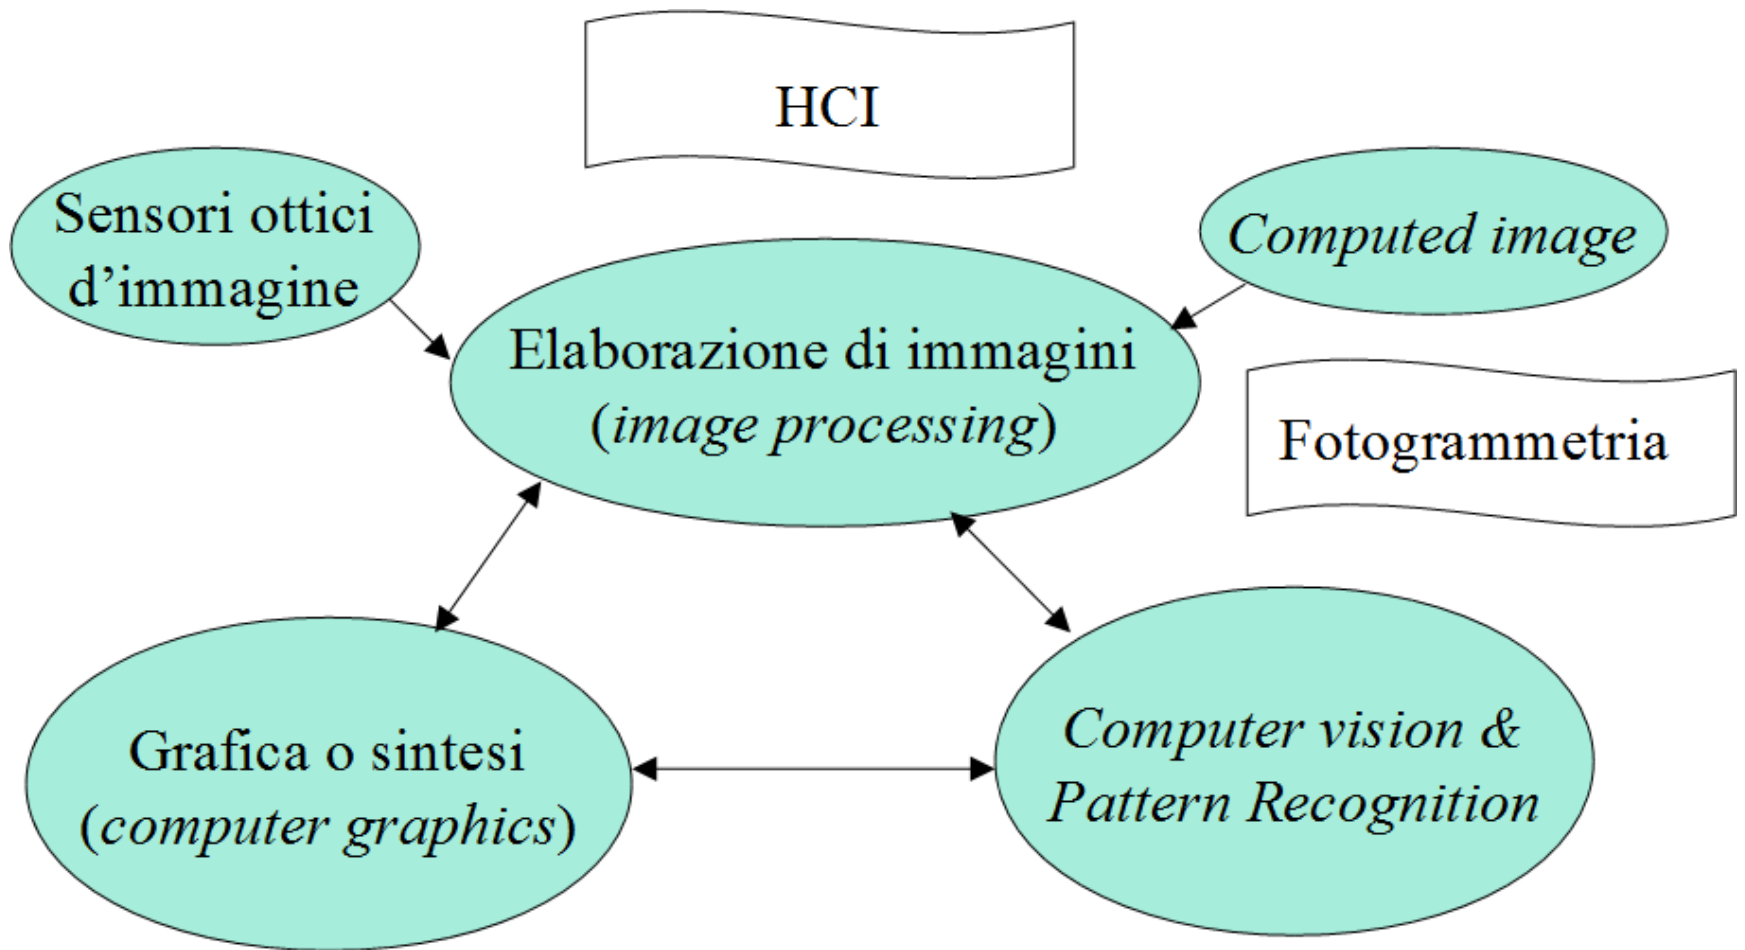 HCI
Sensori ottici
d’immagine
Computed image
Elaborazione di immagini
(image processing)
Fotogrammetria
Grafica o sintesi
(computer graphics)
Computer vision &
Pattern Recognition